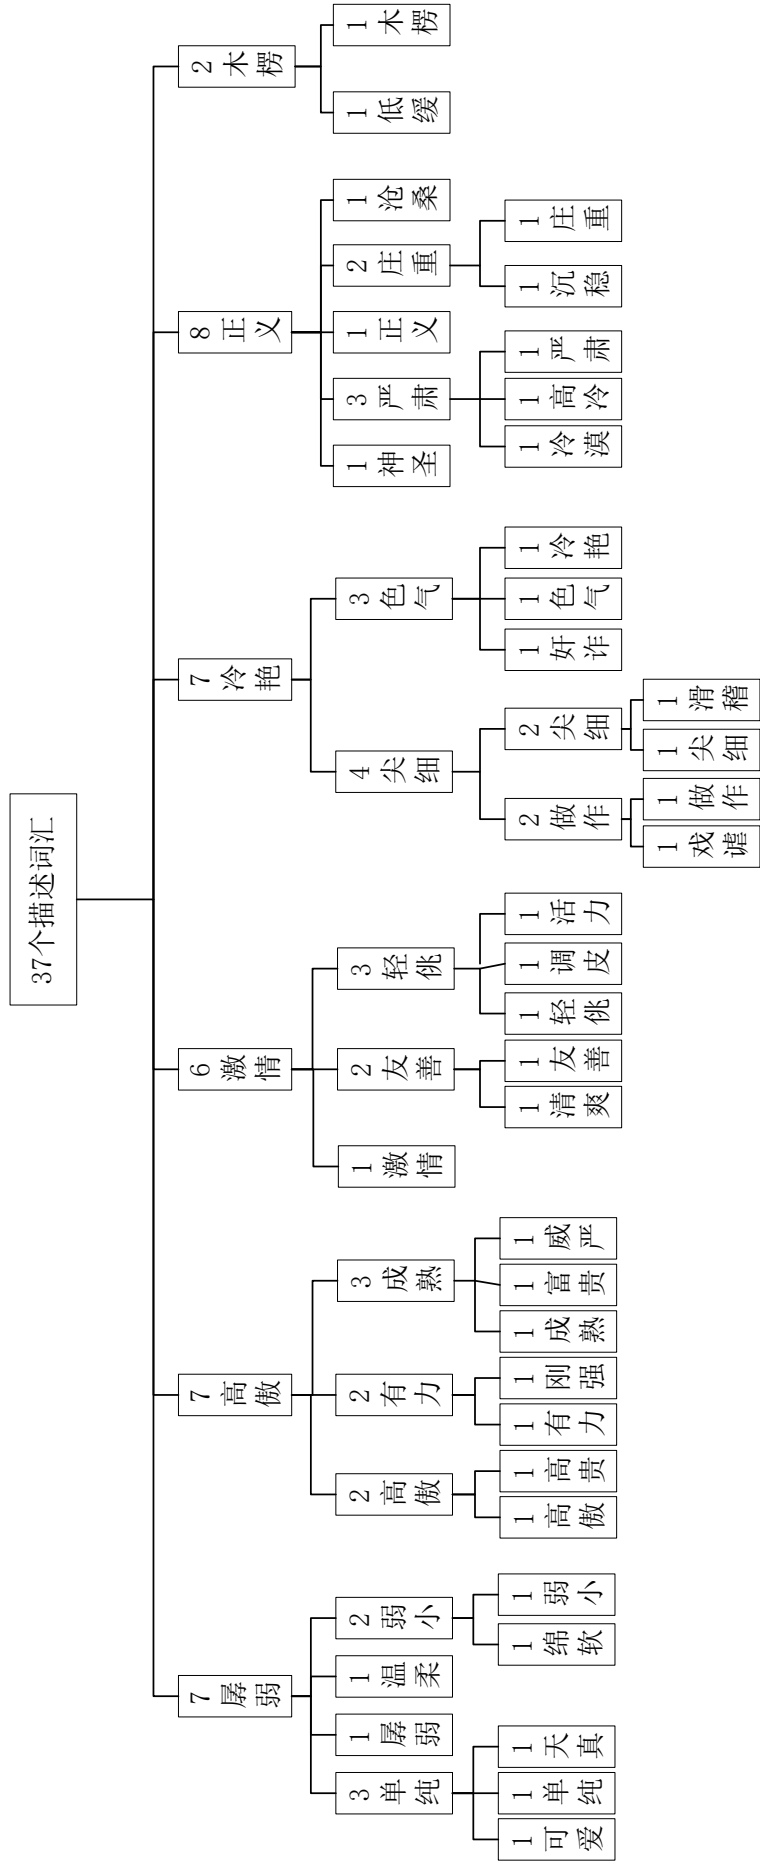 37个描述词汇
7孱弱
7高傲
6激情
7冷艳
8正义
2木楞
3单纯
1孱弱
1温柔
2弱小
2高傲
2有力
3成熟
1激情
2友善
3轻佻
4尖细
3色气
1神圣
3严肃
1正义
2庄重
1沧桑
1低缓
1木楞
1可爱
1单纯
1天真
1绵软
1弱小
1高傲
1高贵
1有力
1刚强
1成熟
1富贵
1威严
1清爽
1友善
1轻佻
1调皮
1活力
2做作
2尖细
1奸诈
1色气
1冷艳
1冷漠
1高冷
1严肃
1沉稳
1庄重
1戏谑
1做作
1尖细
1滑稽